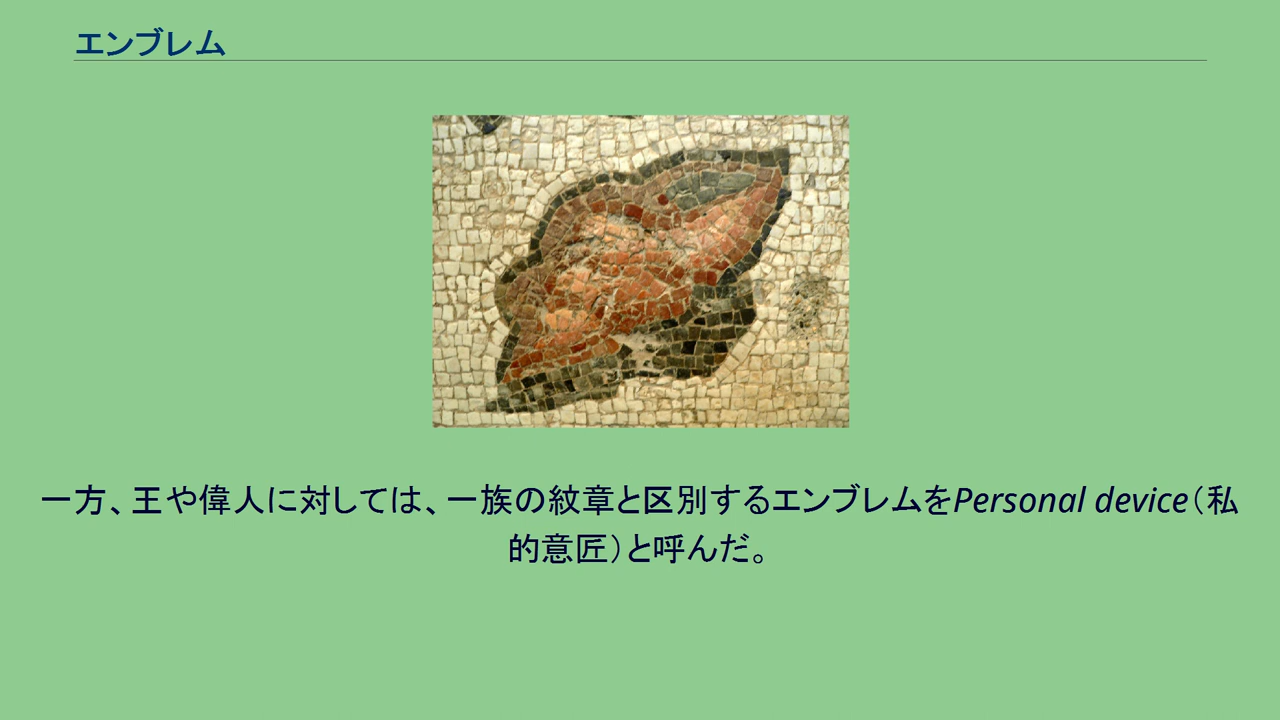 エンブレム
一方、王や偉人に対しては、一族の紋章と区別するエンブレムをPersonal device（私
的意匠）と呼んだ。